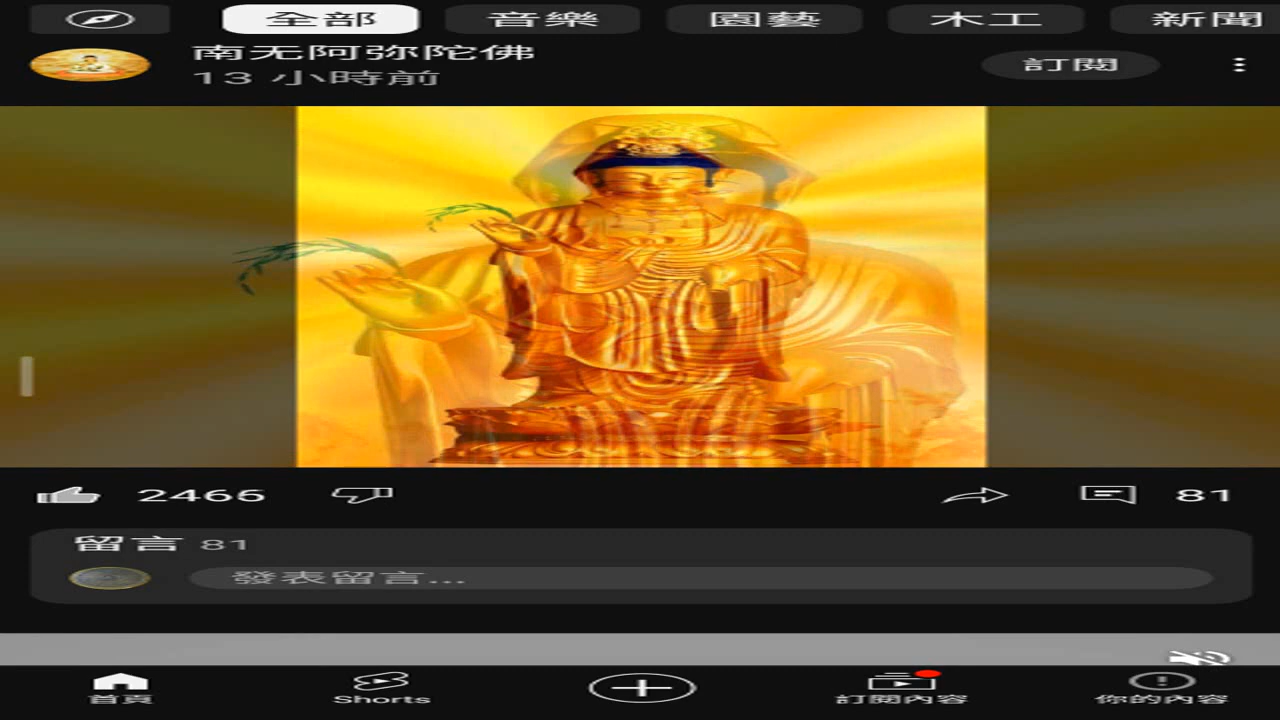 全部 音樂 園藝 木工 新聞
南无阿弥陀佛
13 小時前
訂閱
2466
81
留言 81
發表留言...
首頁 Shorts 訂閱內容 你的內容